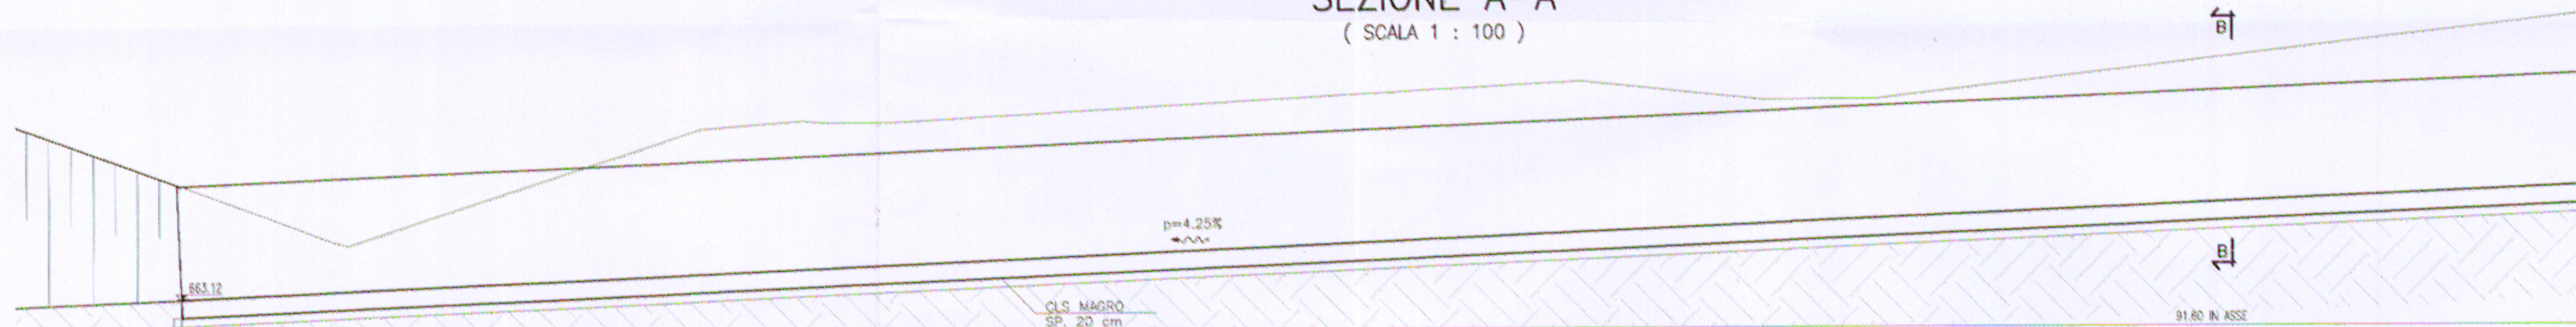 SEZIONE A-A
( SCALA 1 : 100 )
B
p=4.25%
B
663.12
CLS MAGRO
SP. 20 cm
91.60 IN ASSE